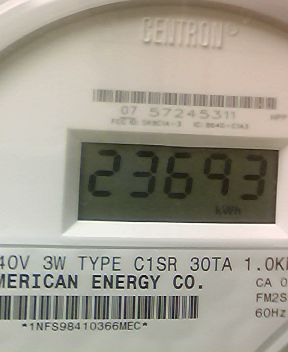 CENTRON®
07 57245311
23693
kWh
40V 3W TYPE C1SR 30TA 1.0K
MERICAN ENERGY CO.
CA 0
FM2S
60Hz
*1NFS98410366MEC*